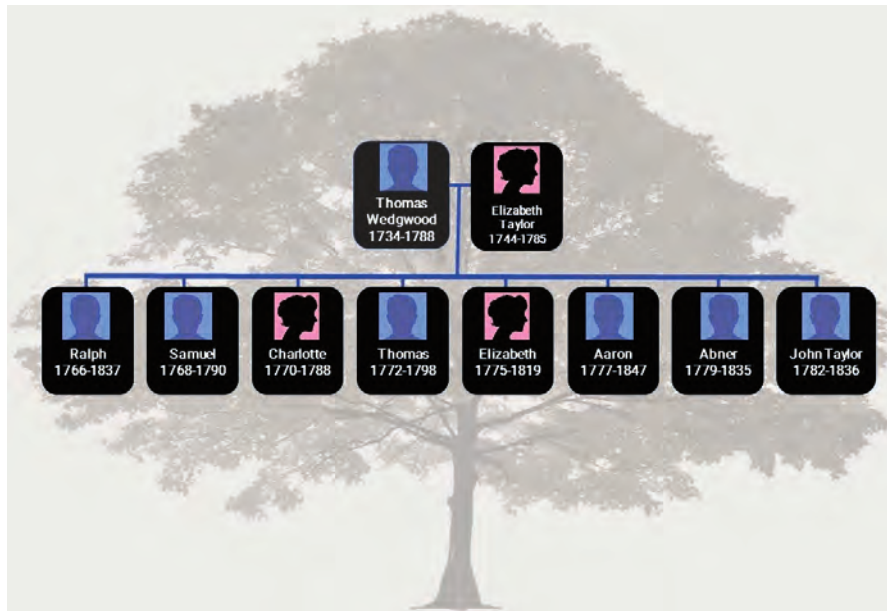 Thomas
Wedgwood
1734-1788
Elizabeth
Taylor
1744-1785
Ralph
1766-1837
Samuel
1768-1790
Charlotte
1770-1788
Thomas
1772-1798
Elizabeth
1775-1819
Aaron
1777-1847
Abner
1779-1835
John Taylor
1782-1836